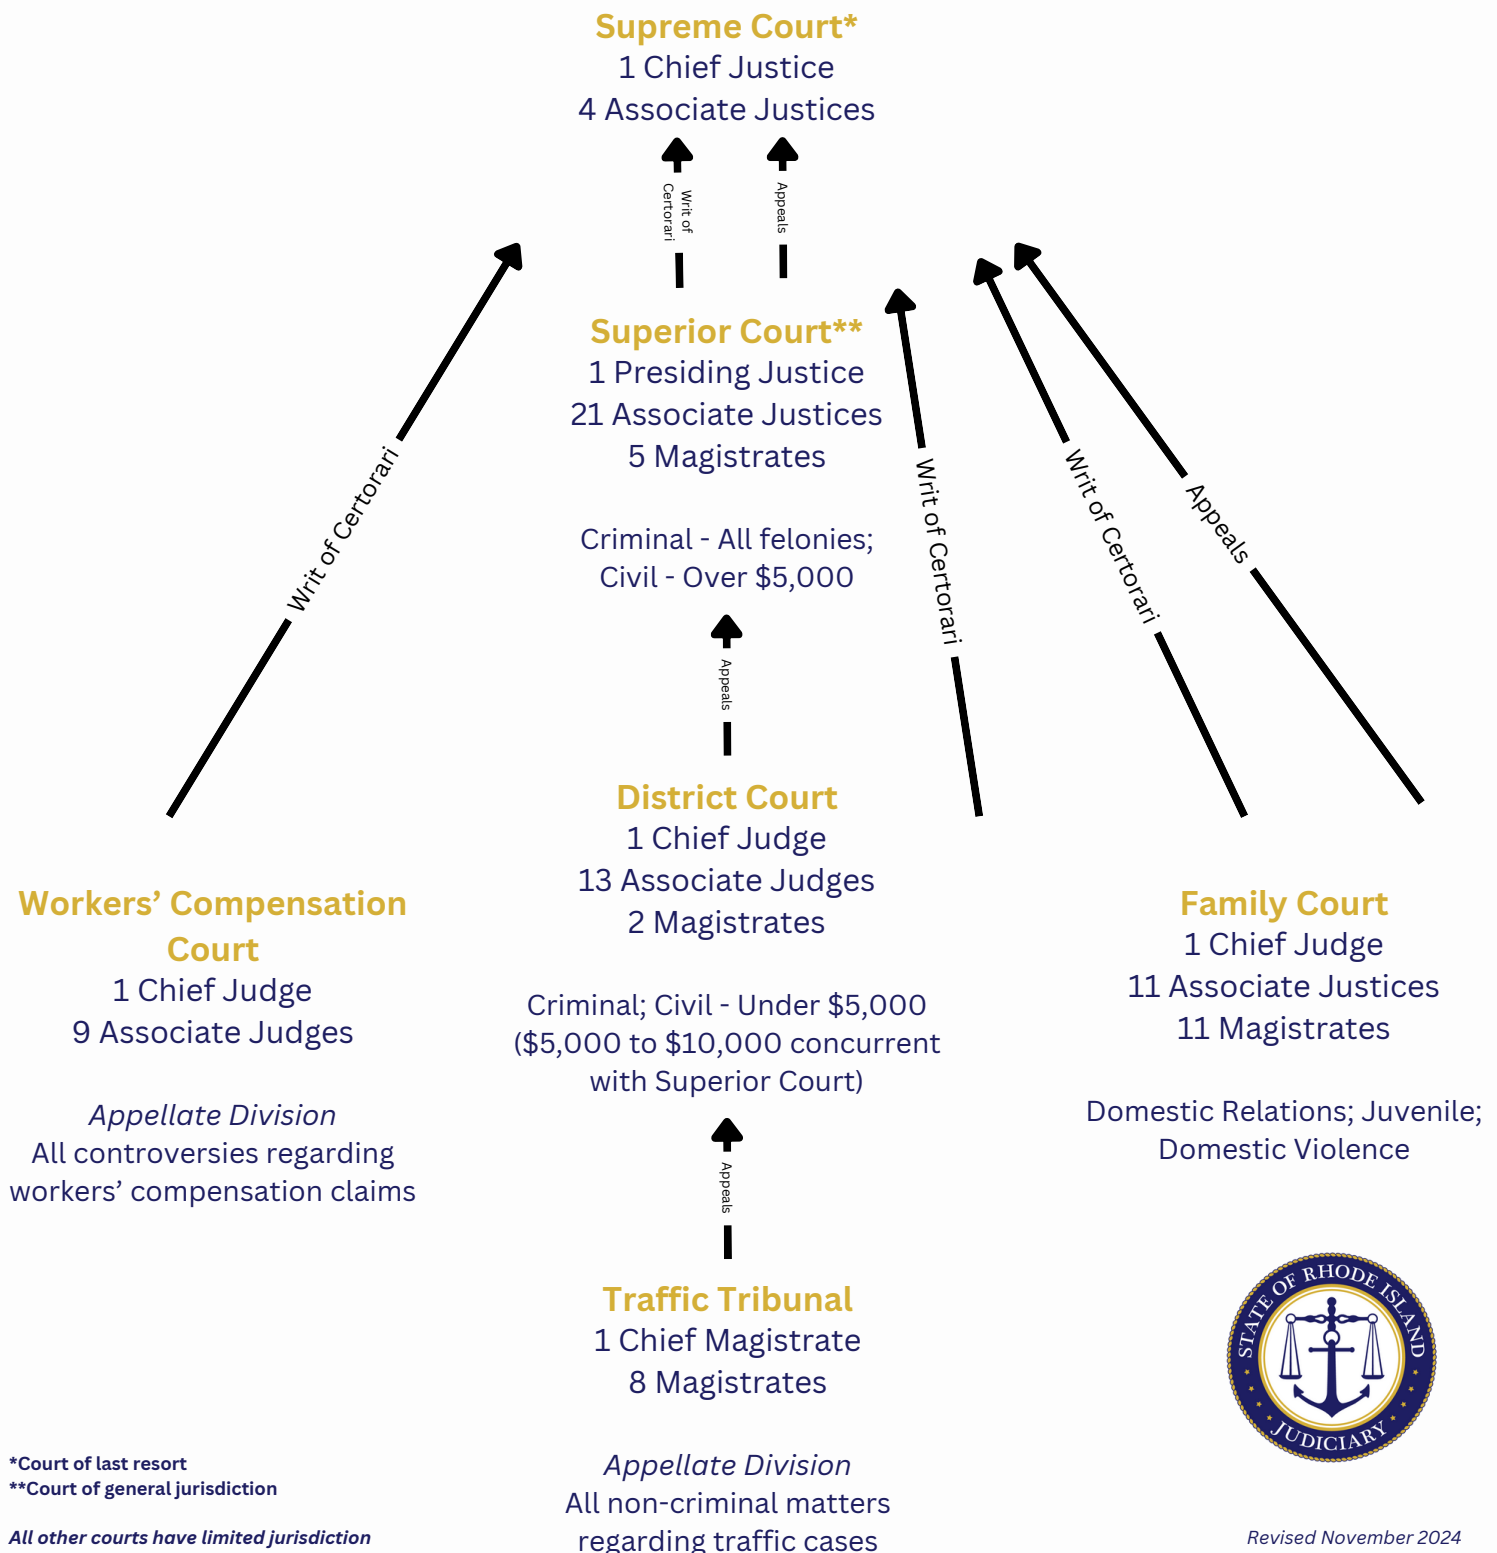 Supreme Court*
1 Chief Justice
4 Associate Justices
Writ of
Certorari
Appeals
Superior Court**
1 Presiding Justice
21 Associate Justices
5 Magistrates
Criminal - All felonies;
Civil - Over $5,000
Writ of Certorari
Writ of Certorari
Writ of Certorari
Appeals
Appeals
District Court
1 Chief Judge
13 Associate Judges
2 Magistrates
Criminal; Civil - Under $5,000
($5,000 to $10,000 concurrent
with Superior Court)
Workers’ Compensation
Court
1 Chief Judge
9 Associate Judges
Appellate Division
All controversies regarding
workers’ compensation claims
Family Court
1 Chief Judge
11 Associate Justices
11 Magistrates
Domestic Relations; Juvenile;
Domestic Violence
Appeals
Traffic Tribunal
1 Chief Magistrate
8 Magistrates
Appellate Division
All non-criminal matters
regarding traffic cases
STATE OF RHODE ISLAND
JUDICIARY
*Court of last resort
**Court of general jurisdiction
All other courts have limited jurisdiction
Revised November 2024